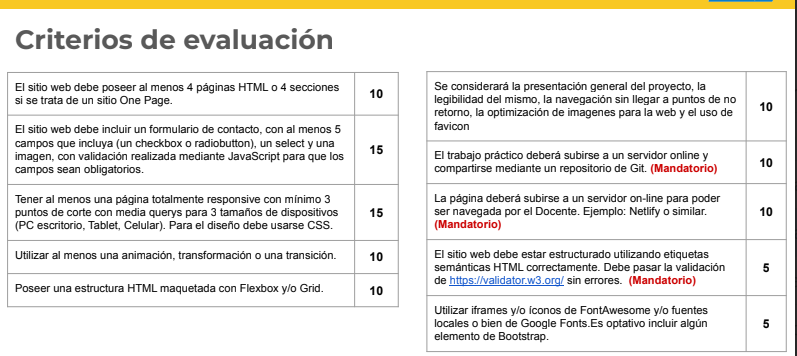 Criterios de evaluación
El sitio web debe poseer al menos 4 páginas HTML o 4 secciones
si se trata de un sitio One Page.
10
El sitio web debe incluir un formulario de contacto, con al menos 5
campos que incluya (un checkbox o radiobutton), un select y una
imagen, con validación realizada mediante JavaScript para que los
campos sean obligatorios.
15
Tener al menos una página totalmente responsive con mínimo 3
puntos de corte con media querys para 3 tamaños de dispositivos
(PC escritorio, Tablet, Celular). Para el diseño debe usarse CSS.
15
Utilizar al menos una animación, transformación o una transición.
10
Poseer una estructura HTML maquetada con Flexbox y/o Grid.
10
Se considerará la presentación general del proyecto, la
legibilidad del mismo, la navegación sin llegar a puntos de no
retorno, la optimización de imagenes para la web y el uso de
favicon
10
El trabajo práctico deberá subirse a un servidor online y
compartirse mediante un repositorio de Git. (Mandatorio)
10
La página deberá subirse a un servidor on-line para poder
ser navegada por el Docente. Ejemplo: Netlify o similar.
(Mandatorio)
10
El sitio web debe estar estructurado utilizando etiquetas
semánticas HTML correctamente. Debe pasar la validación
de https://validator.w3.org/ sin errores. (Mandatorio)
5
Utilizar iframes y/o íconos de FontAwesome y/o fuentes
locales o bien de Google Fonts.Es optativo incluir algún
elemento de Bootstrap.
5